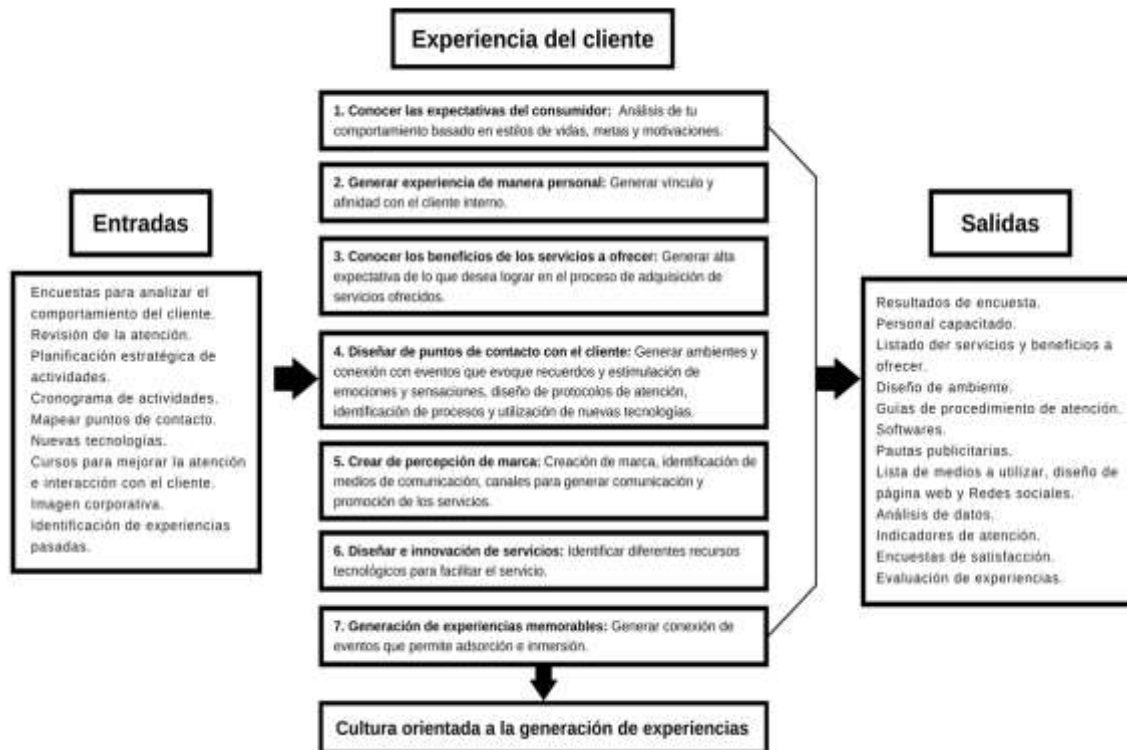 Experiencia del cliente
Entradas
Encuestas para analizar el
comportamiento del cliente.
Revisión de la atención.
Planificación estratégica de
actividades.
Cronograma de actividades.
Mapear puntos de contacto.
Nuevas tecnologías.
Cursos para mejorar la atención
e interacción con el cliente.
Imagen corporativa.
Identificación de experiencias
pasadas.
1. Conocer las expectativas del consumidor: Análisis de tu
comportamiento basado en estilos de vidas, metas y motivaciones.
2. Generar experiencia de manera personal: Generar vínculo y
afinidad con el cliente interno.
3. Conocer los beneficios de los servicios a ofrecer: Generar alta
expectativa de lo que desea lograr en el proceso de adquisición de
servicios ofrecidos.
4. Diseñar de puntos de contacto con el cliente: Generar ambientes y
conexión con eventos que evoque recuerdos y estimulación de
emociones y sensaciones, diseño de protocolos de atención,
identificación de procesos y utilización de nuevas tecnologías.
5. Crear de percepción de marca: Creación de marca, identificación de
medios de comunicación, canales para generar comunicación y
promoción de los servicios.
6. Diseñar e innovación de servicios: Identificar diferentes recursos
tecnológicos para facilitar el servicio.
7. Generación de experiencias memorables: Generar conexión de
eventos que permite adsorción e inmersión.
Cultura orientada a la generación de experiencias
Salidas
Resultados de encuesta.
Personal capacitado.
Listado der servicios y beneficios a
ofrecer.
Diseño de ambiente.
Guías de procedimiento de atención.
Softwares.
Pautas publicitarias.
Lista de medios a utilizar, diseño de
página web y Redes sociales.
Análisis de datos.
Indicadores de atención.
Encuestas de satisfacción.
Evaluación de experiencias.